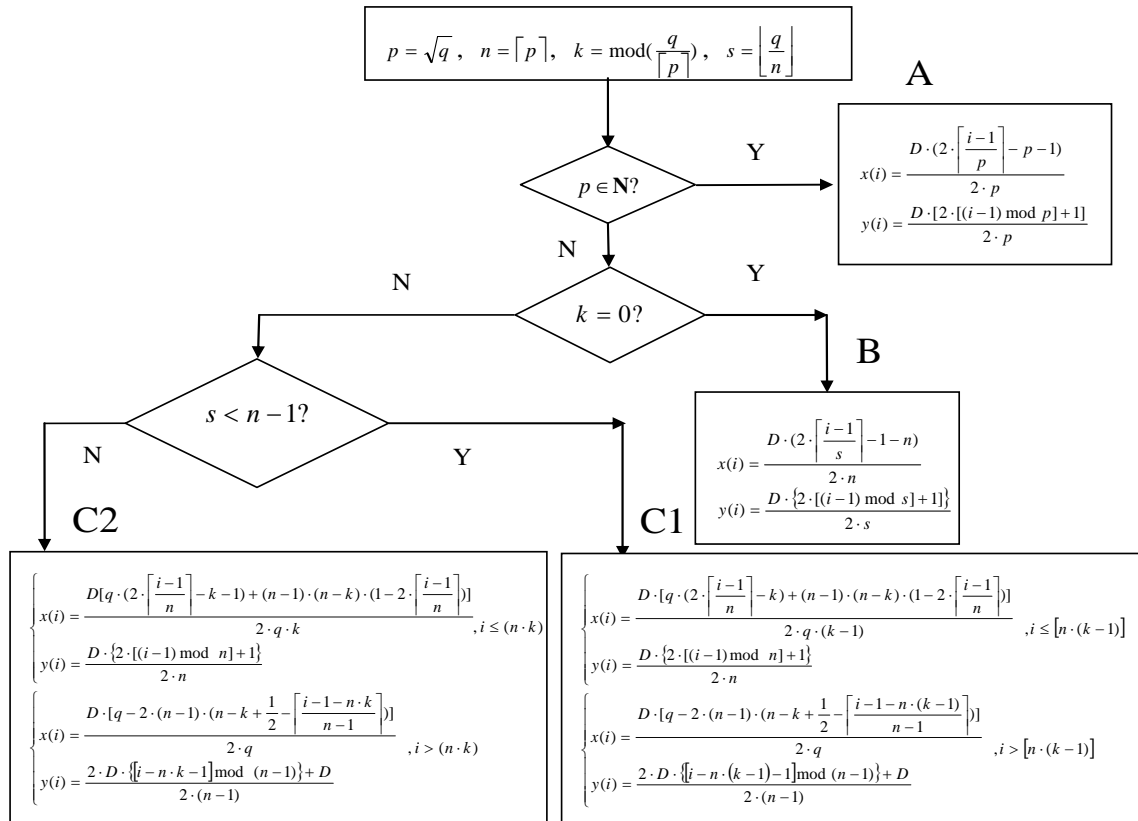 p = √q , n = ⌈p⌉, k = mod(q/⌈p⌉) , s = ⌊q/n⌋
A
p ∈ N?
Y
x(i) = D·(2·⌈(i−1)/p⌉ − p − 1) / (2·p)
y(i) = D·[2·[(i−1) mod p]+1] / (2·p)
N
k = 0?
N
Y
B
x(i) = D·(2·⌈(i−1)/s⌉ − 1 − n) / (2·n)
y(i) = D·{2·[(i−1) mod s]+1]} / (2·s)
s < n − 1?
N
Y
C2
C1
x(i) = D[q·(2·⌈(i−1)/n⌉ − k − 1) + (n−1)·(n−k)·(1−2·⌈(i−1)/n⌉)] / (2·q·k) , i ≤ (n·k)
y(i) = D·{2·[(i−1) mod n]+1} / (2·n)
x(i) = D·[q − 2·(n−1)·(n−k+1/2−⌈(i−1−n·k)/(n−1)⌉)] / (2·q) , i > (n·k)
y(i) = 2·D·{[i−n·k−1] mod (n−1)}+D / (2·(n−1))
x(i) = D·[q·(2·⌈(i−1)/n⌉ − k) + (n−1)·(n−k)·(1−2·⌈(i−1)/n⌉)] / (2·q·(k−1)) , i ≤ [n·(k−1)]
y(i) = D·{2·[(i−1) mod n]+1} / (2·n)
x(i) = D·[q − 2·(n−1)·(n−k+1/2−⌈(i−1−n·(k−1))/(n−1)⌉)] / (2·q) , i > [n·(k−1)]
y(i) = 2·D·{[i−n·(k−1)−1] mod (n−1)}+D / (2·(n−1))